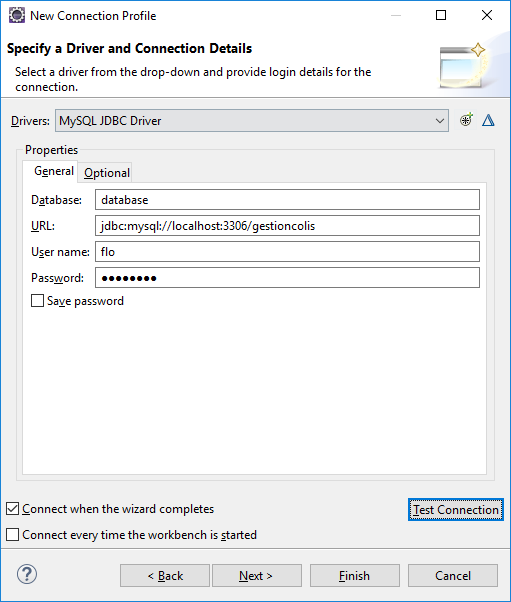 New Connection Profile
Specify a Driver and Connection Details
Select a driver from the drop-down and provide login details for the
connection.
Drivers: MySQL JDBC Driver
Properties
General Optional
Database: database
URL: jdbc:mysql://localhost:3306/gestioncolis
User name: flo
Password: ●●●●●●●●
Save password
Connect when the wizard completes
Test Connection
Connect every time the workbench is started
? < Back Next > Finish Cancel